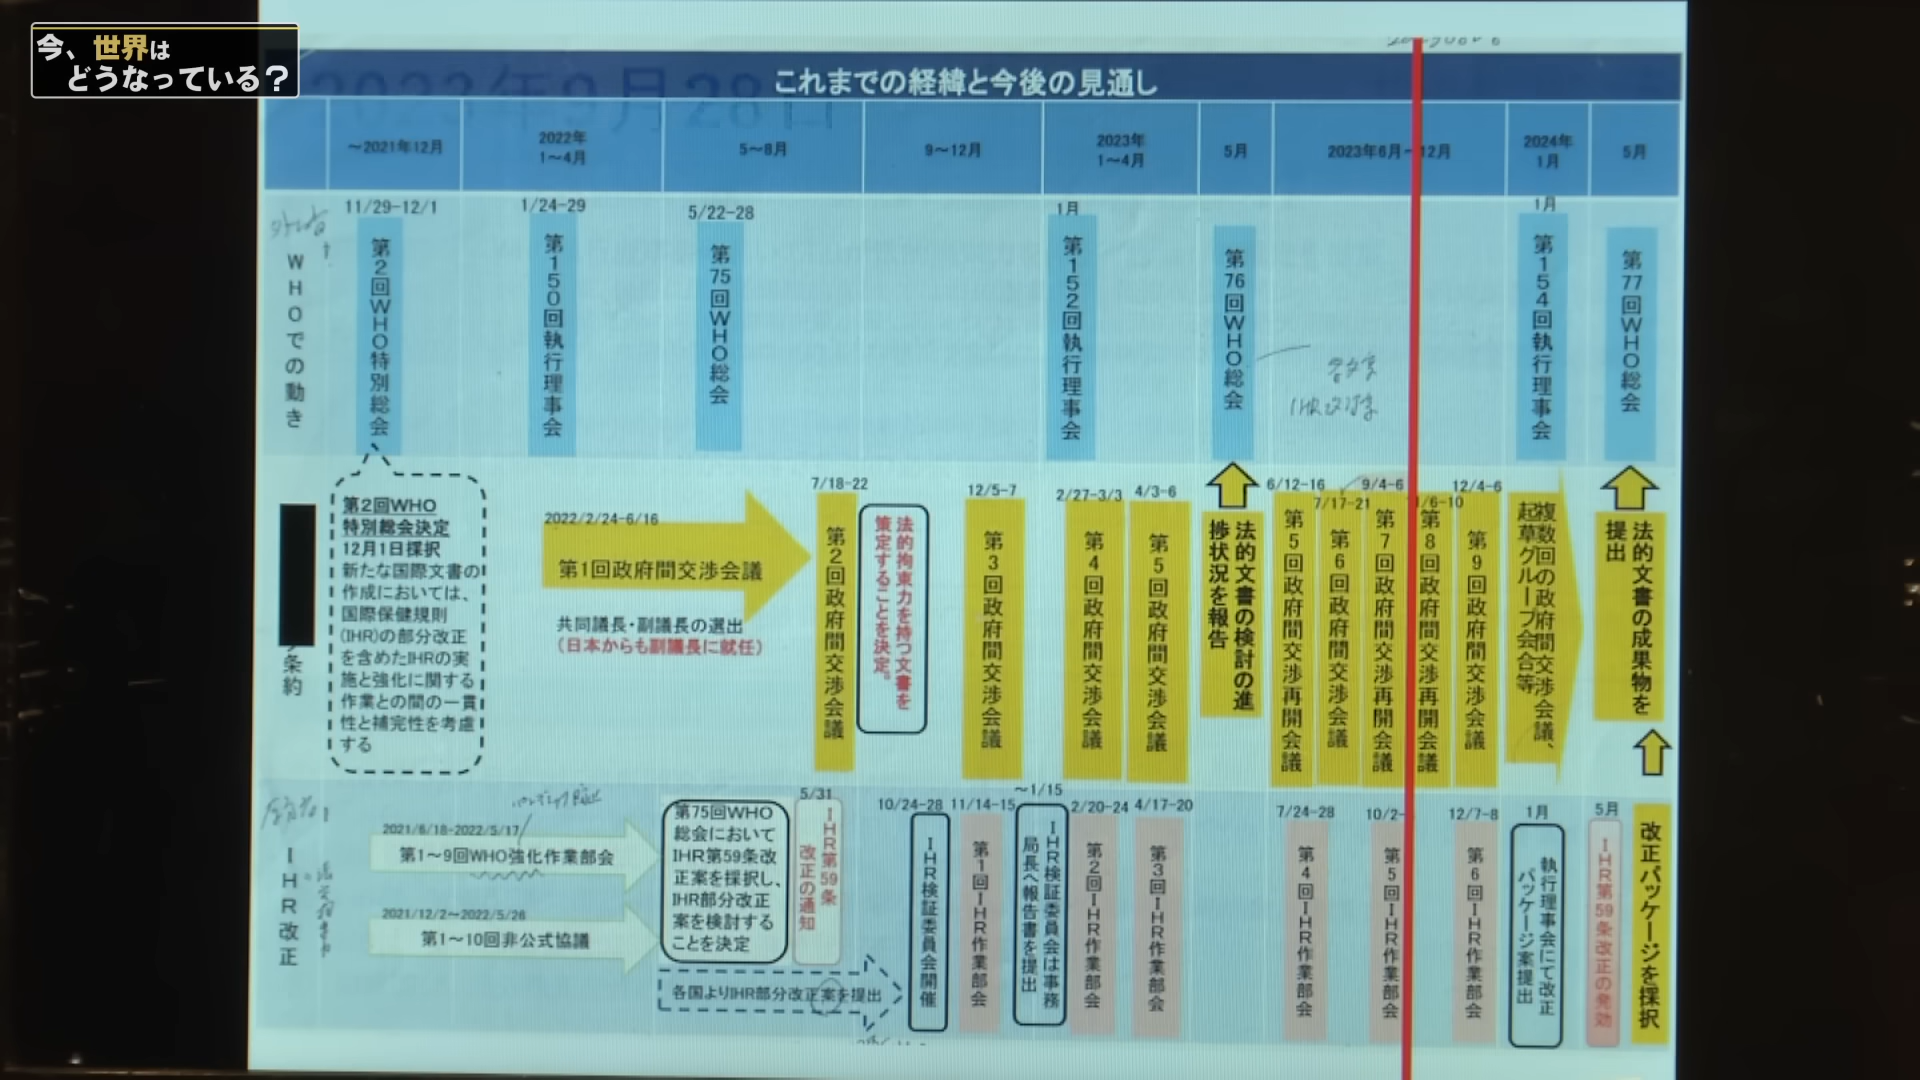 今、世界は
どうなっている？
これまでの経緯と今後の見通し
2023年9月28日
～2021年12月
2022年
1～4月
5～8月
9～12月
2023年
1～4月
5月
2023年6月～12月
2024年
1月
5月
WHOでの動き
11/29-12/1
第2回WHO特別総会
1/24-29
第150回執行理事会
5/22-28
第75回WHO総会
1月
第152回執行理事会
第76回WHO総会
IHR改正
1月
第154回執行理事会
第77回WHO総会
条約
第2回WHO
特別総会決定
12月1日採択
新たな国際文書の
作成においては、
国際保健規則
(IHR)の部分改正
を含めたIHRの実
施と強化に関する
作業との間の一貫
性と補完性を考慮
する
2022/2/24-6/16
第1回政府間交渉会議
共同議長・副議長の選出
（日本からも副議長に就任）
7/18-22
第2回政府間交渉会議
法的拘束力を持つ文書を
策定することを決定。
12/5-7
第3回政府間交渉会議
2/27-3/3
第4回政府間交渉会議
4/3-6
第5回政府間交渉会議
法的文書の検討の進
捗状況を報告
6/12-16
第5回政府間交渉再開会議
7/17-21
第6回政府間交渉会議
9/4-6
第7回政府間交渉再開会議
/6-10
第8回政府間交渉再開会議
12/4-6
第9回政府間交渉会議
複数回の政府間交渉会議、
起草グループ会合等
法的文書の成果物を
提出
IHR改正
2021/6/18-2022/5/17
第1～9回WHO強化作業部会
2021/12/2～2022/5/26
第1～10回非公式協議
第75回WHO
総会において
IHR第59条改
正案を採択し、
IHR部分改正
案を検討する
ことを決定
5/31
IHR第59条
改正の通知
各国よりIHR部分改正案を提出
10/24-28
IHR検証委員会開催
11/14-15
第1回IHR作業部会
～1/15
IHR検証委員会は事務
局長へ報告書を提出
2/20-24
第2回IHR作業部会
4/17-20
第3回IHR作業部会
7/24-28
第4回IHR作業部会
10/2-
第5回IHR作業部会
12/7-8
第6回IHR作業部会
1月
執行理事会にて改正
パッケージ案提出
5月
IHR第59条改正の発効
改正パッケージを採択